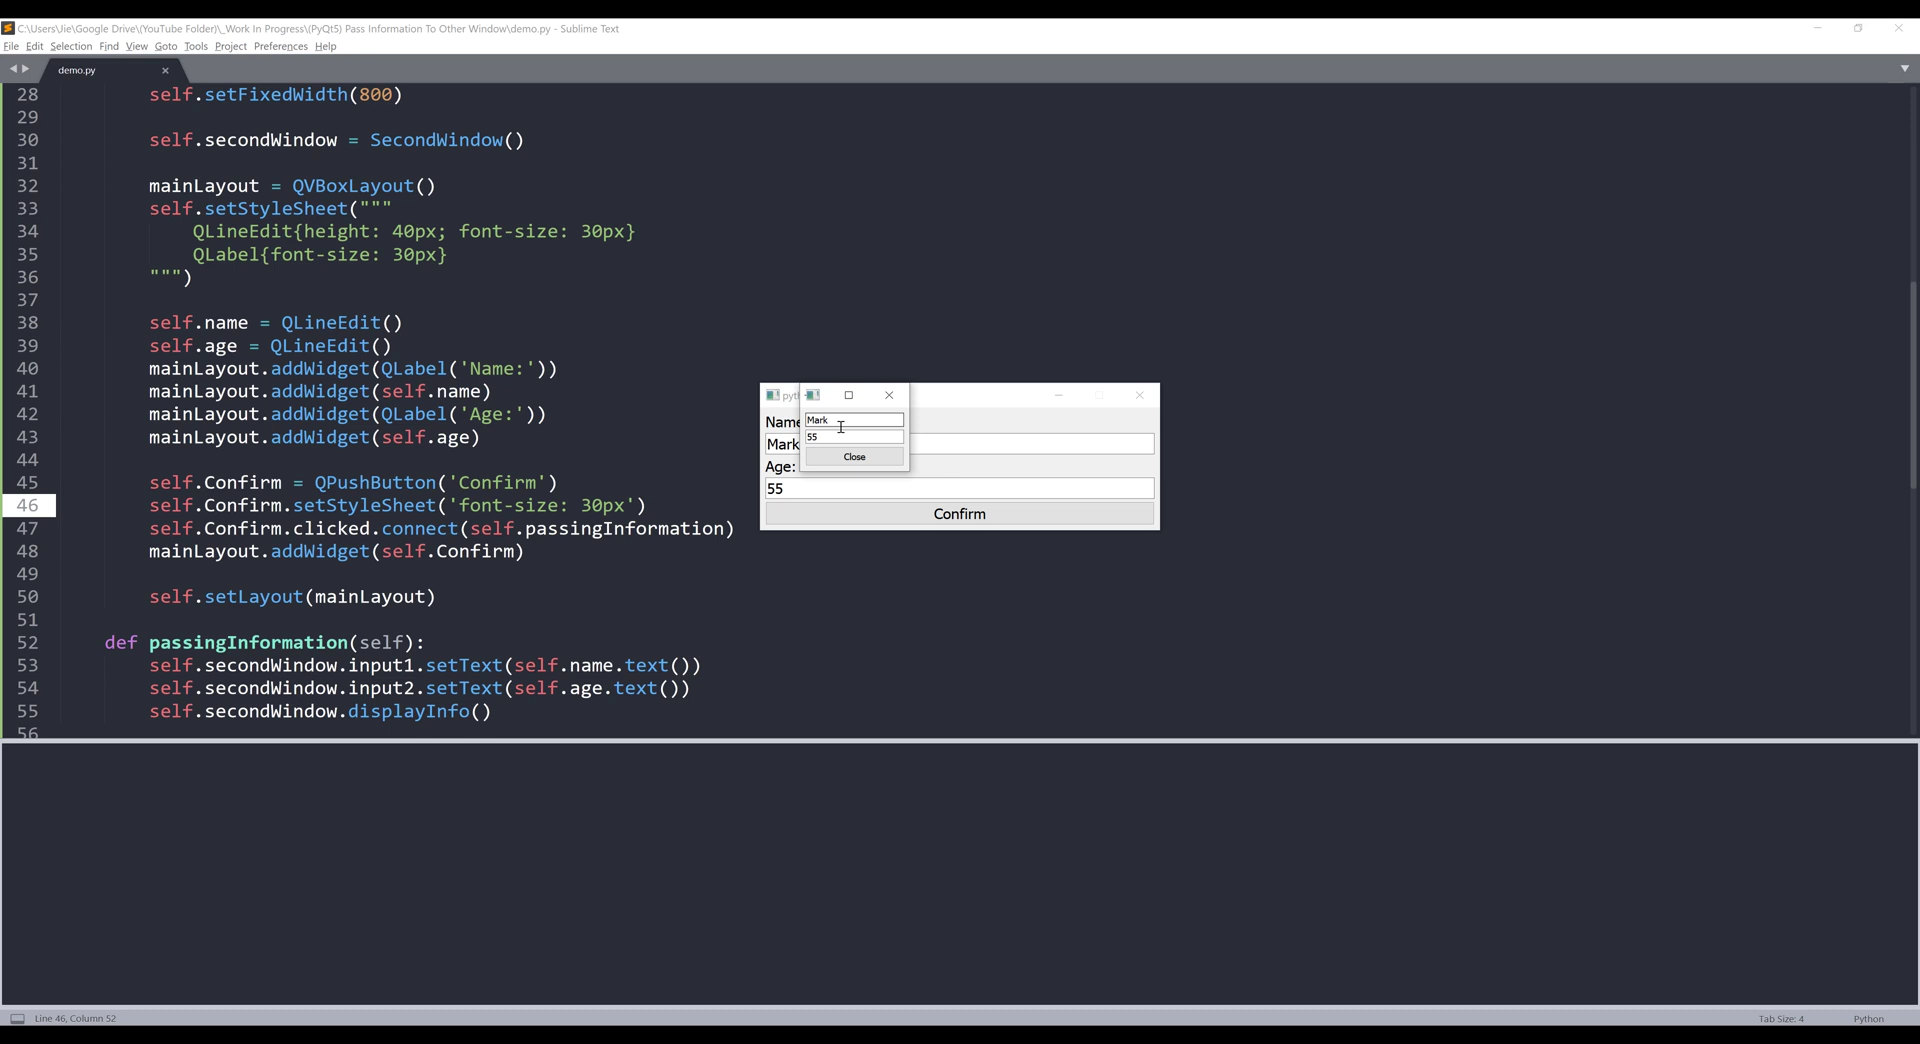 C:\Users\Jie\Google Drive\(YouTube Folder)\_Work In Progress\(PyQt5) Pass Information To Other Window\demo.py - Sublime Text
File Edit Selection Find View Goto Tools Project Preferences Help
demo.py
28 self.setFixedWidth(800)
29
30 self.secondWindow = SecondWindow()
31
32 mainLayout = QVBoxLayout()
33 self.setStyleSheet("""
34 QLineEdit{height: 40px; font-size: 30px}
35 QLabel{font-size: 30px}
36 """)
37
38 self.name = QLineEdit()
39 self.age = QLineEdit()
40 mainLayout.addWidget(QLabel('Name:'))
41 mainLayout.addWidget(self.name)
42 mainLayout.addWidget(QLabel('Age:'))
43 mainLayout.addWidget(self.age)
44
45 self.Confirm = QPushButton('Confirm')
46 self.Confirm.setStyleSheet('font-size: 30px')
47 self.Confirm.clicked.connect(self.passingInformation)
48 mainLayout.addWidget(self.Confirm)
49
50 self.setLayout(mainLayout)
51
52 def passingInformation(self):
53 self.secondWindow.input1.setText(self.name.text())
54 self.secondWindow.input2.setText(self.age.text())
55 self.secondWindow.displayInfo()
56
pyt
Name
Mark
Age:
55
Confirm
Mark
55
Close
Line 46, Column 52
Tab Size: 4
Python